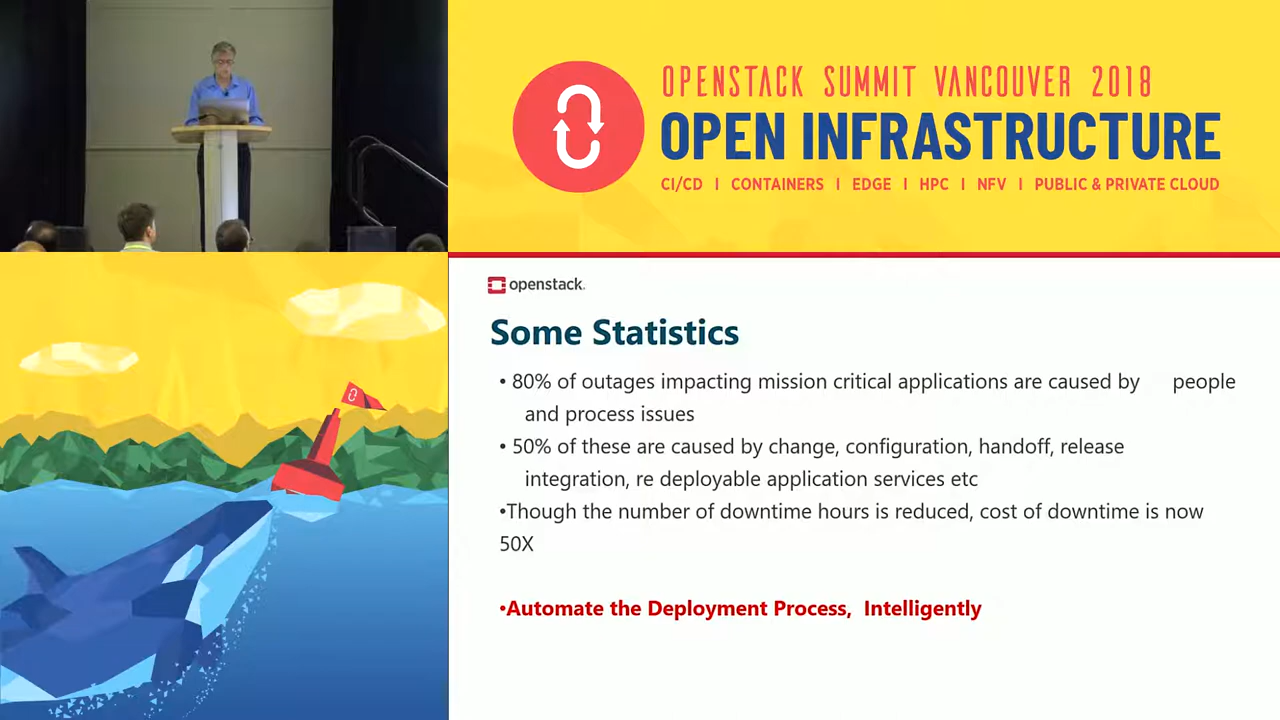 OPENSTACK SUMMIT VANCOUVER 2018
OPEN INFRASTRUCTURE
CI/CD | CONTAINERS | EDGE | HPC | NFV | PUBLIC & PRIVATE CLOUD
openstack.
Some Statistics
• 80% of outages impacting mission critical applications are caused by people
and process issues
• 50% of these are caused by change, configuration, handoff, release
integration, re deployable application services etc
•Though the number of downtime hours is reduced, cost of downtime is now
50X
•Automate the Deployment Process, Intelligently